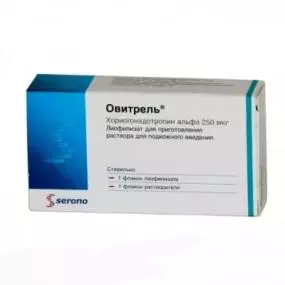 Овитрель®
Хориогонадотропин альфа 250 мкг
Лиофилизат для приготовления
раствора для подкожного введения.
Стерильно
1 флакон лиофилизата
1 флакон растворителя
serono